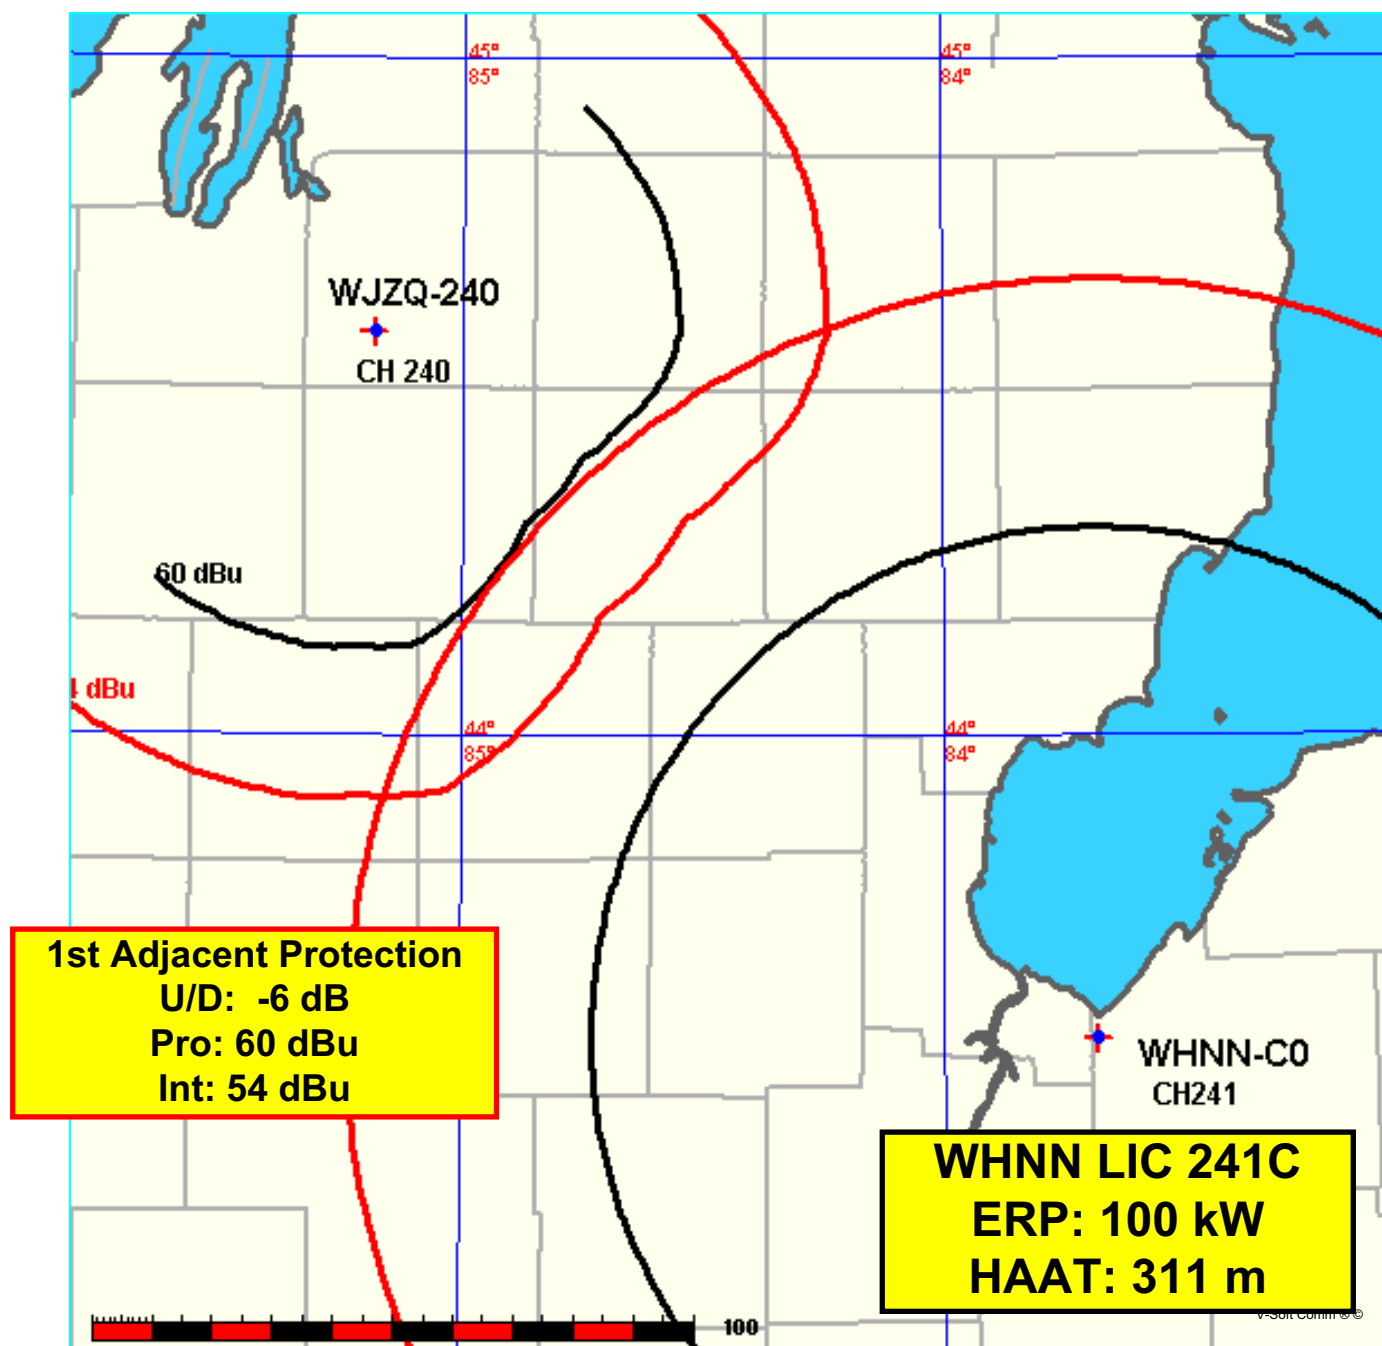 45°
85°
45°
84°
WJZQ-240
CH 240
60 dBu
dBu
44°
85°
44°
84°
1st Adjacent Protection
U/D: -6 dB
Pro: 60 dBu
Int: 54 dBu
WHNN-C0
CH241
WHNN LIC 241C
ERP: 100 kW
HAAT: 311 m
V-Soft Comm ® ©
100